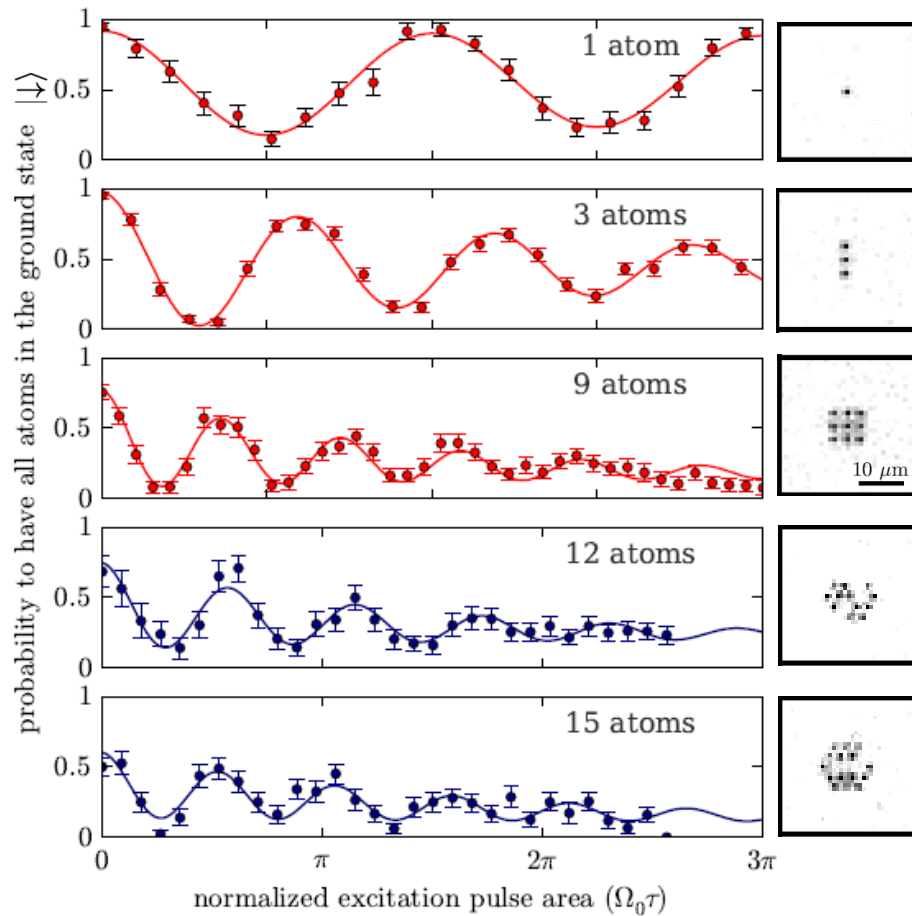 probability to have all atoms in the ground state |↓⟩
1 atom
1
0.5
0
3 atoms
1
0.5
0
9 atoms
1
0.5
0
10 μm
12 atoms
1
0.5
0
15 atoms
1
0.5
0
0 π 2π 3π
normalized excitation pulse area (Ω₀τ)